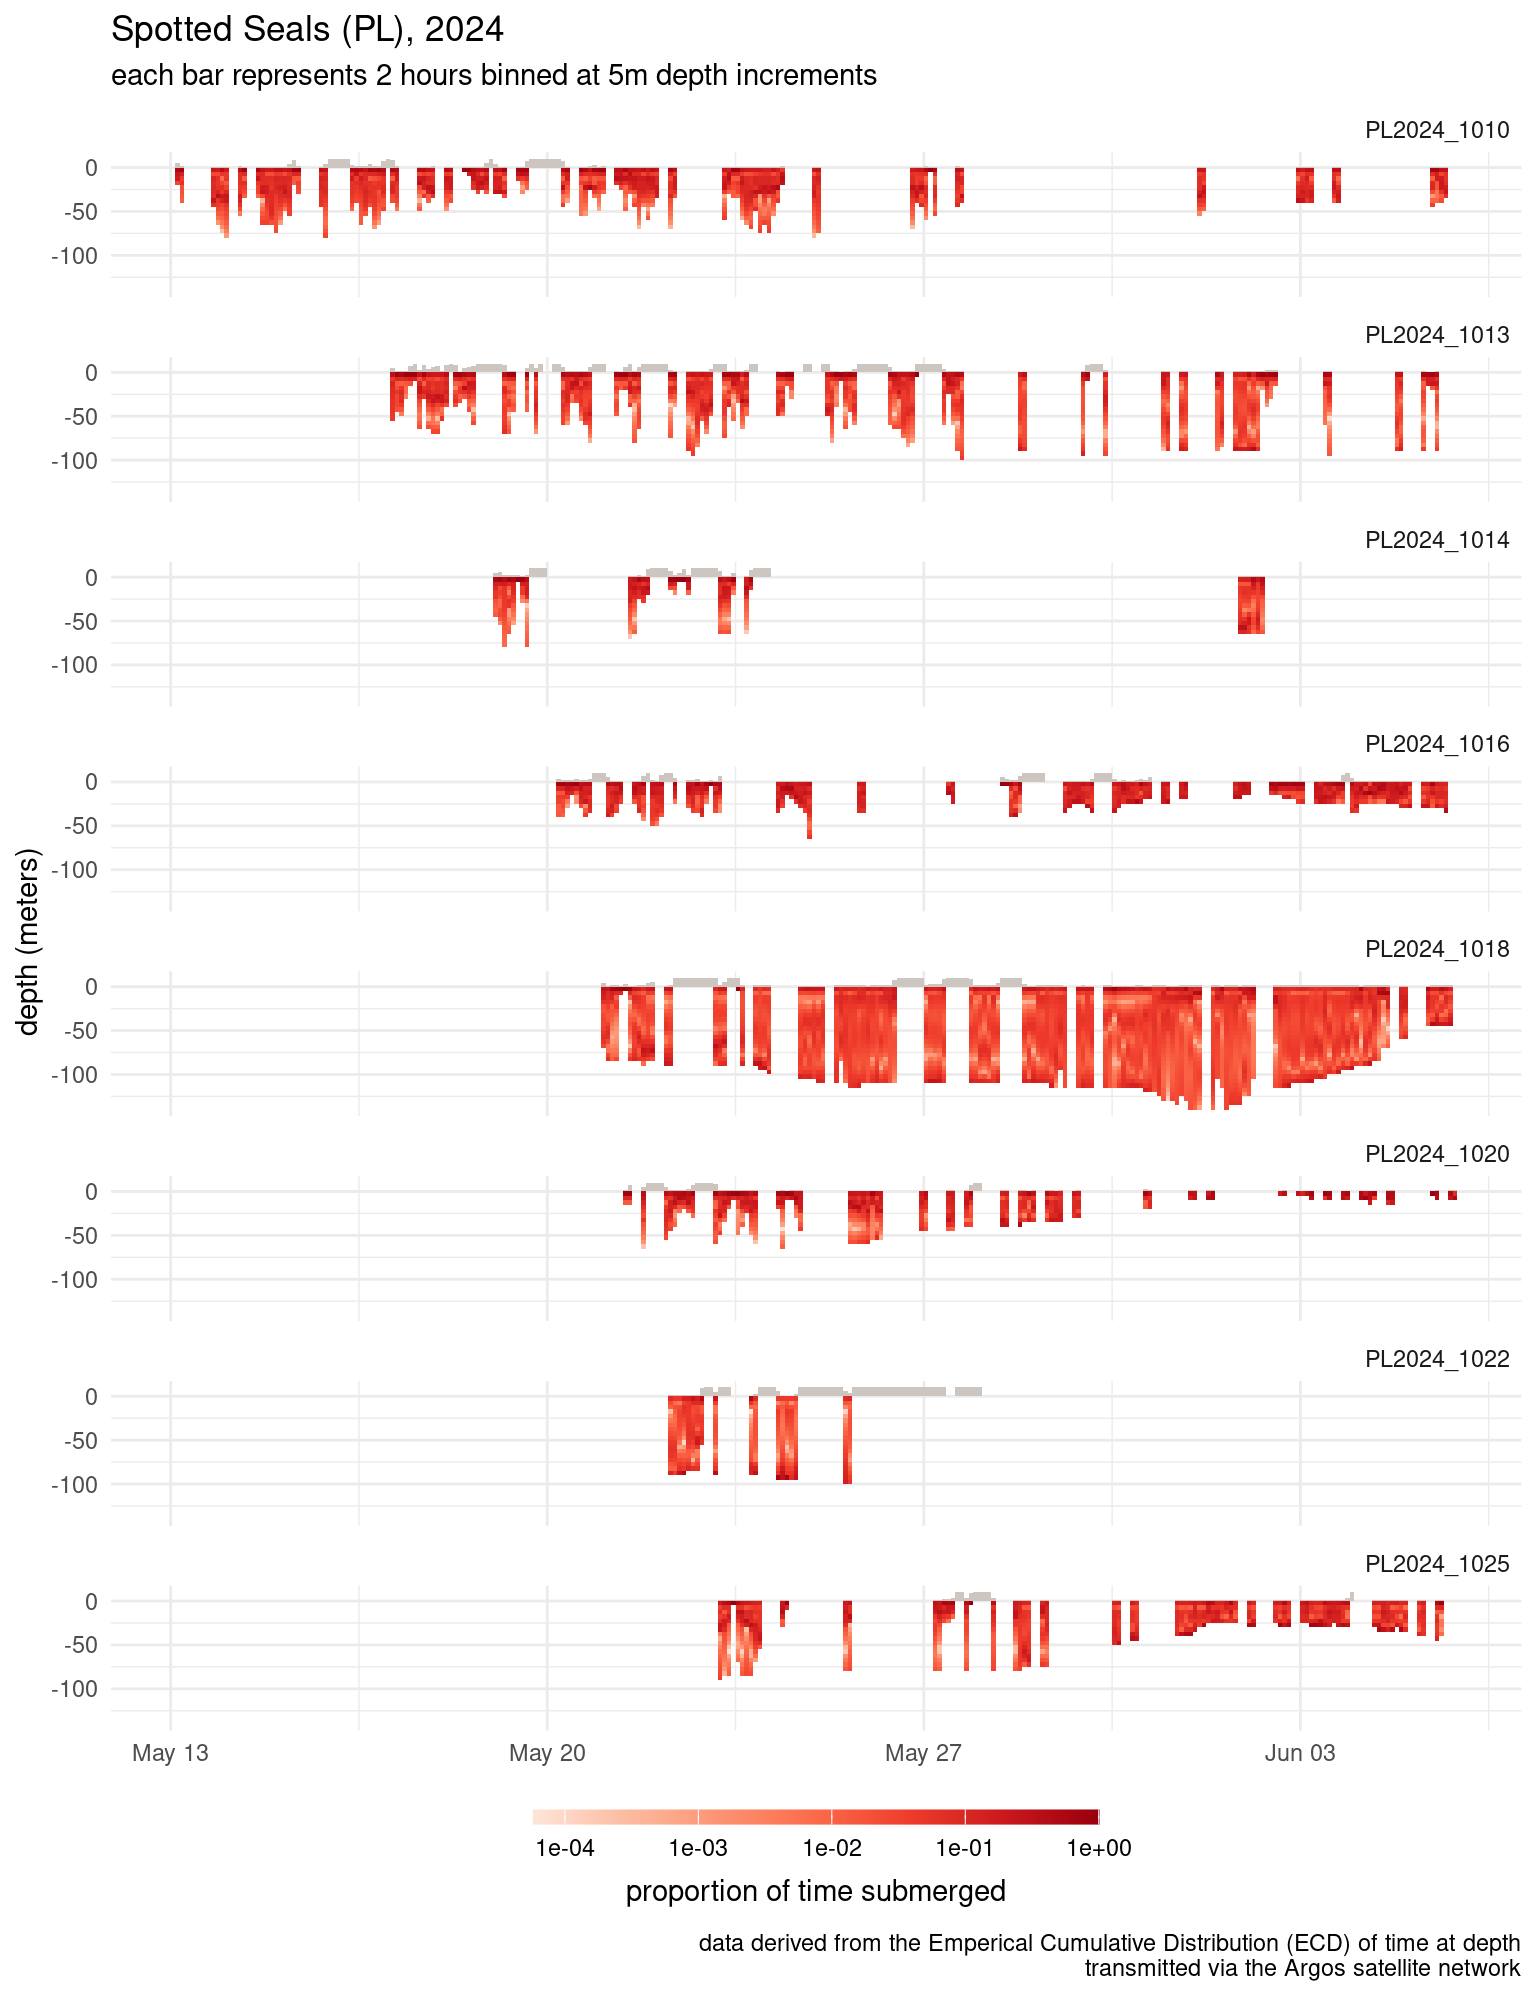 Spotted Seals (PL), 2024
each bar represents 2 hours binned at 5m depth increments
PL2024_1010
0
-50
-100
PL2024_1013
0
-50
-100
PL2024_1014
0
-50
-100
PL2024_1016
0
-50
-100
depth (meters)
PL2024_1018
0
-50
-100
PL2024_1020
0
-50
-100
PL2024_1022
0
-50
-100
PL2024_1025
0
-50
-100
May 13 May 20 May 27 Jun 03
1e-04 1e-03 1e-02 1e-01 1e+00
proportion of time submerged
data derived from the Emperical Cumulative Distribution (ECD) of time at depth
transmitted via the Argos satellite network